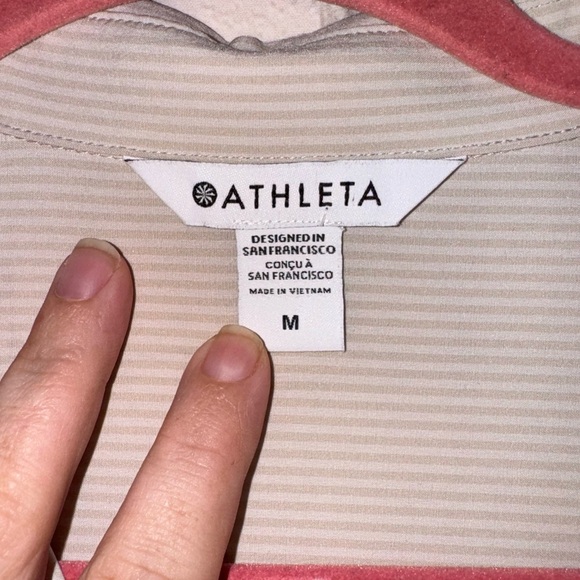 ATHLETA
DESIGNED IN
SAN FRANCISCO
CONÇU À
SAN FRANCISCO
MADE IN VIETNAM
M